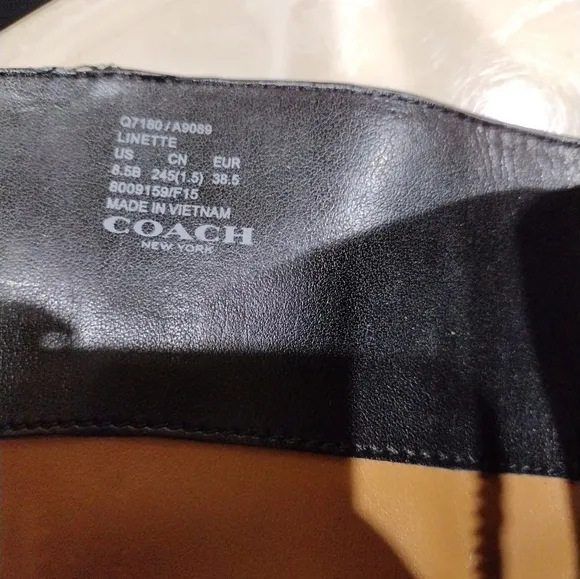 Q7180/A9089
LINETTE
US CN EUR
8.5B 245(1.5) 38.5
8009159/F15
MADE IN VIETNAM
COACH
NEW YORK